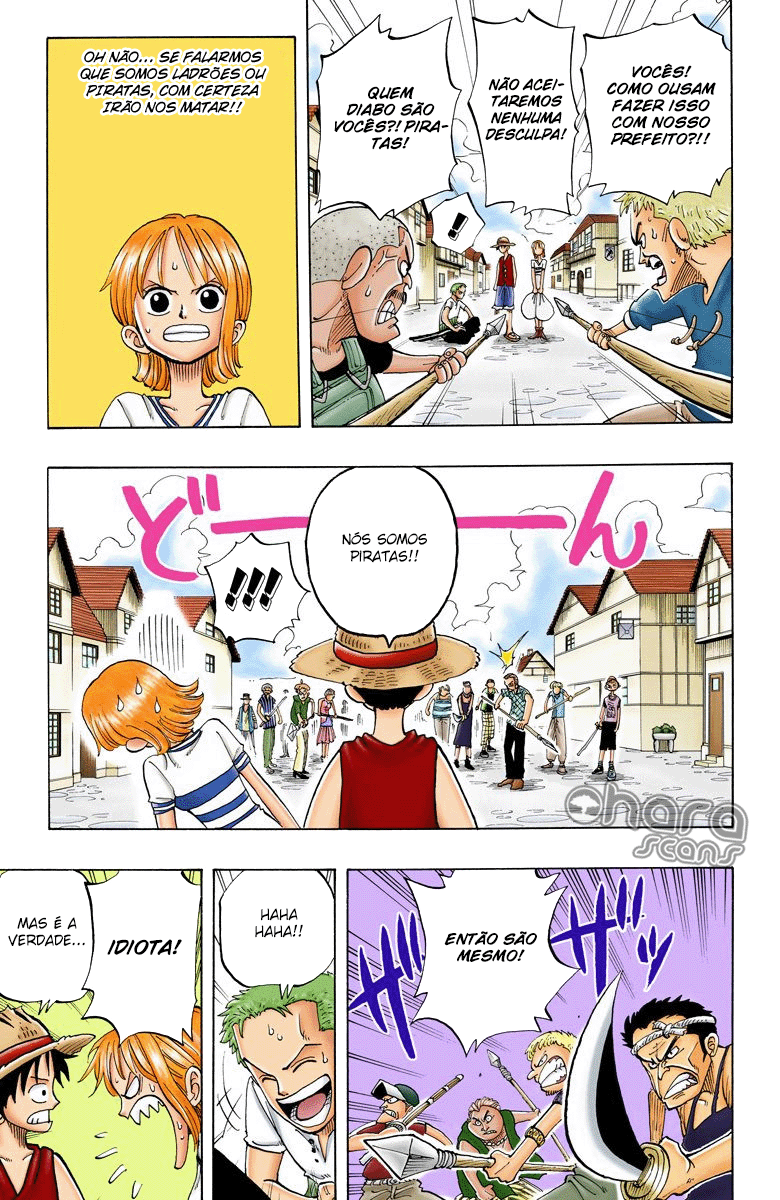 VOCÊS!
COMO OUSAM
FAZER ISSO
COM NOSSO
PREFEITO?!!
NÃO ACEI-
TAREMOS
NENHUMA
DESCULPA!
QUEM
DIABO SÃO
VOCÊS?! PIRA-
TAS!
!!
OH NÃO... SE FALARMOS
QUE SOMOS LADRÕES OU
PIRATAS, COM CERTEZA
IRÃO NOS MATAR!!
NÓS SOMOS
PIRATAS!!
どーん
!!!
ohara
scans
ENTÃO SÃO
MESMO!
ザザッ
HAHA
HAHA!!
IDIOTA!
MAS É A
VERDADE...